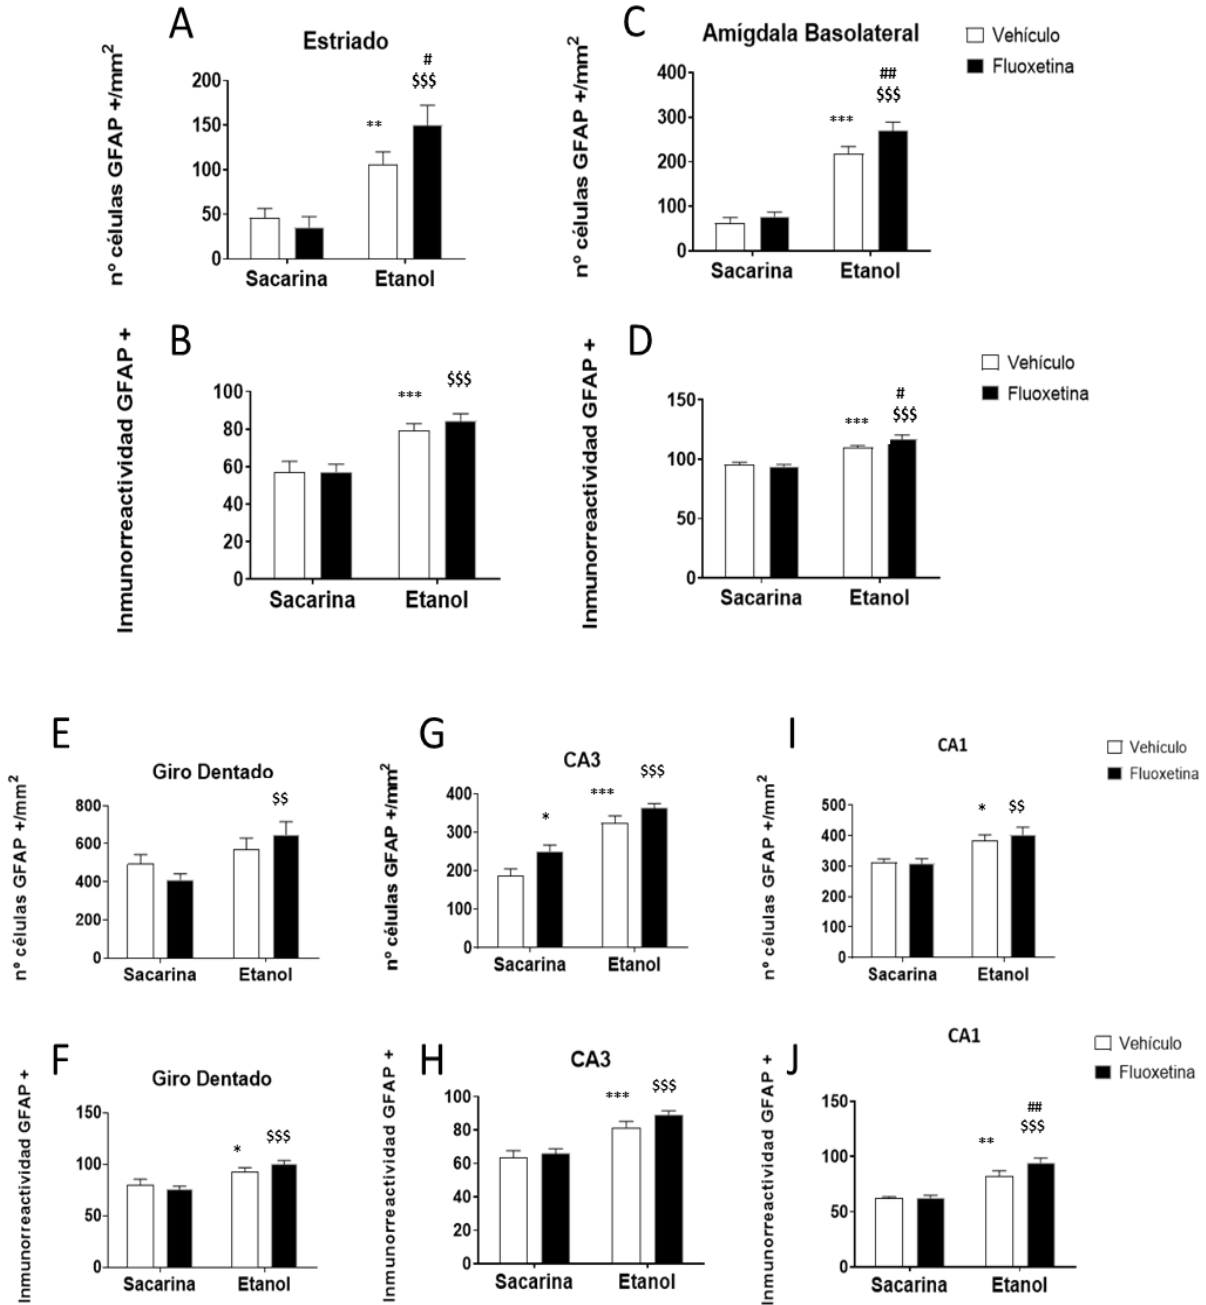 A
Estriado
nº células GFAP +/mm2
200
150
100
50
0
**
#
$$$
Sacarina
Etanol
C
Amígdala Basolateral
Vehículo
Fluoxetina
nº células GFAP +/mm2
400
300
200
100
0
***
##
$$$
Sacarina
Etanol
B
Inmunorreactividad GFAP +
100
80
60
40
20
0
***
$$$
Sacarina
Etanol
D
Vehículo
Fluoxetina
Inmunorreactividad GFAP +
150
100
50
0
***
#
$$$
Sacarina
Etanol
E
Giro Dentado
nº células GFAP +/mm2
800
600
400
200
0
$$
Sacarina
Etanol
G
CA3
nº células GFAP +/mm2
400
300
200
100
0
*
***
$$$
Sacarina
Etanol
I
CA1
Vehículo
Fluoxetina
nº células GFAP +/mm2
500
400
300
200
100
0
*
$$
Sacarina
Etanol
F
Giro Dentado
Inmunorreactividad GFAP +
150
100
50
0
*
$$$
Sacarina
Etanol
H
CA3
Inmunorreactividad GFAP +
100
80
60
40
20
0
***
$$$
Sacarina
Etanol
J
CA1
Vehículo
Fluoxetina
Inmunorreactividad GFAP +
150
100
50
0
**
##
$$$
Sacarina
Etanol